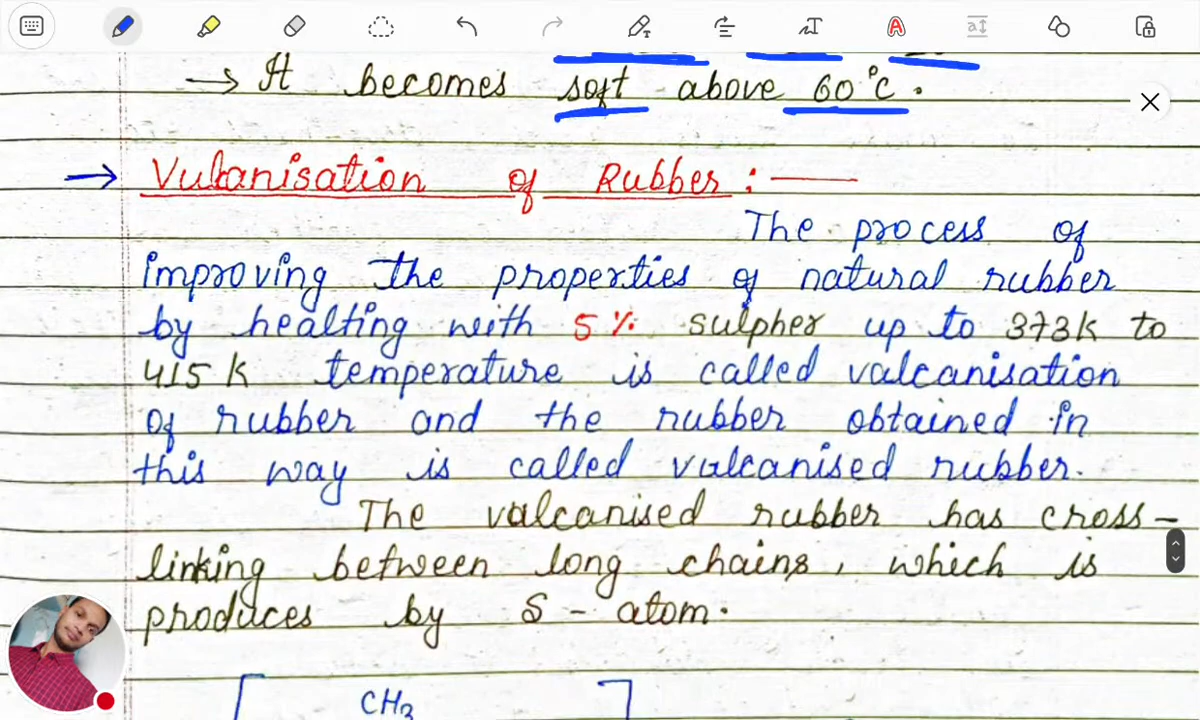 → It becomes soft above 60°C.
→ Vulcanisation of Rubber : —
The process of
improving the properties of natural rubber
by healting with 5% sulpher up to 373K to
415 K temperature is called valcanisation
of rubber and the rubber obtained in
this way is called vulcanised rubber.
The valcanised rubber has cross-
linking between long chains, which is
produces by S - atom.
CH3